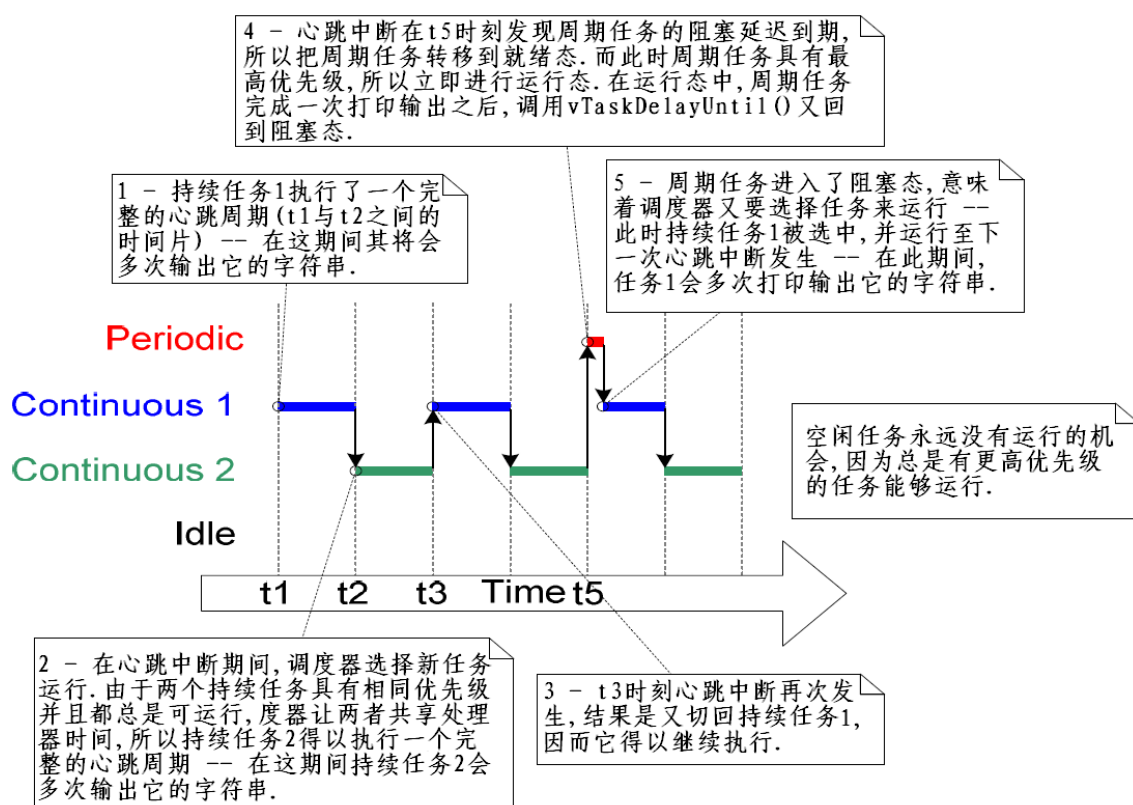 4 - 心跳中断在t5时刻发现周期任务的阻塞延迟到期,
所以把周期任务转移到就绪态.而此时周期任务具有最
高优先级,所以立即进行运行态.在运行态中,周期任务
完成一次打印输出之后,调用vTaskDelayUntil()又回
到阻塞态.
1 - 持续任务1执行了一个完
整的心跳周期(t1与t2之间的
时间片) -- 在这期间其将会
多次输出它的字符串.
5 - 周期任务进入了阻塞态,意味
着调度器又要选择任务来运行 --
此时持续任务1被选中,并运行至下
一次心跳中断发生 -- 在此期间,
任务1会多次打印输出它的字符串.
Periodic
Continuous 1
Continuous 2
Idle
空闲任务永远没有运行的机
会,因为总是有更高优先级
的任务能够运行.
t1 t2 t3 Time t5
2 - 在心跳中断期间,调度器选择新任务
运行.由于两个持续任务具有相同优先级
并且都总是可运行,度器让两者共享处理
器时间,所以持续任务2得以执行一个完
整的心跳周期 -- 在这期间持续任务2会
多次输出它的字符串.
3 - t3时刻心跳中断再次发
生,结果是又切回持续任务1,
因而它得以继续执行.